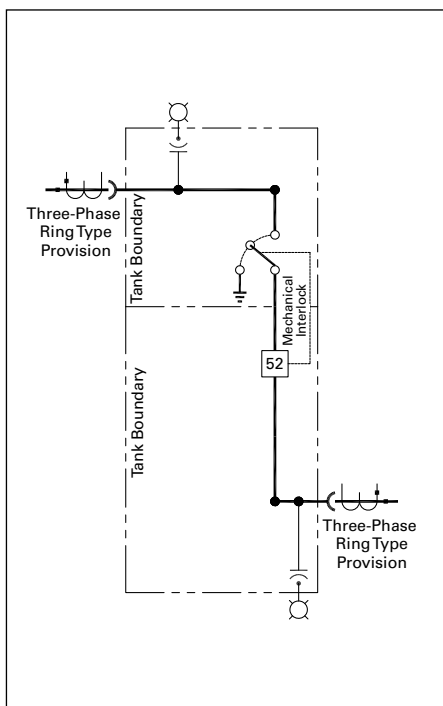 Three-Phase
Ring Type
Provision
Tank Boundary
Mechanical
Interlock
52
Tank Boundary
Three-Phase
Ring Type
Provision